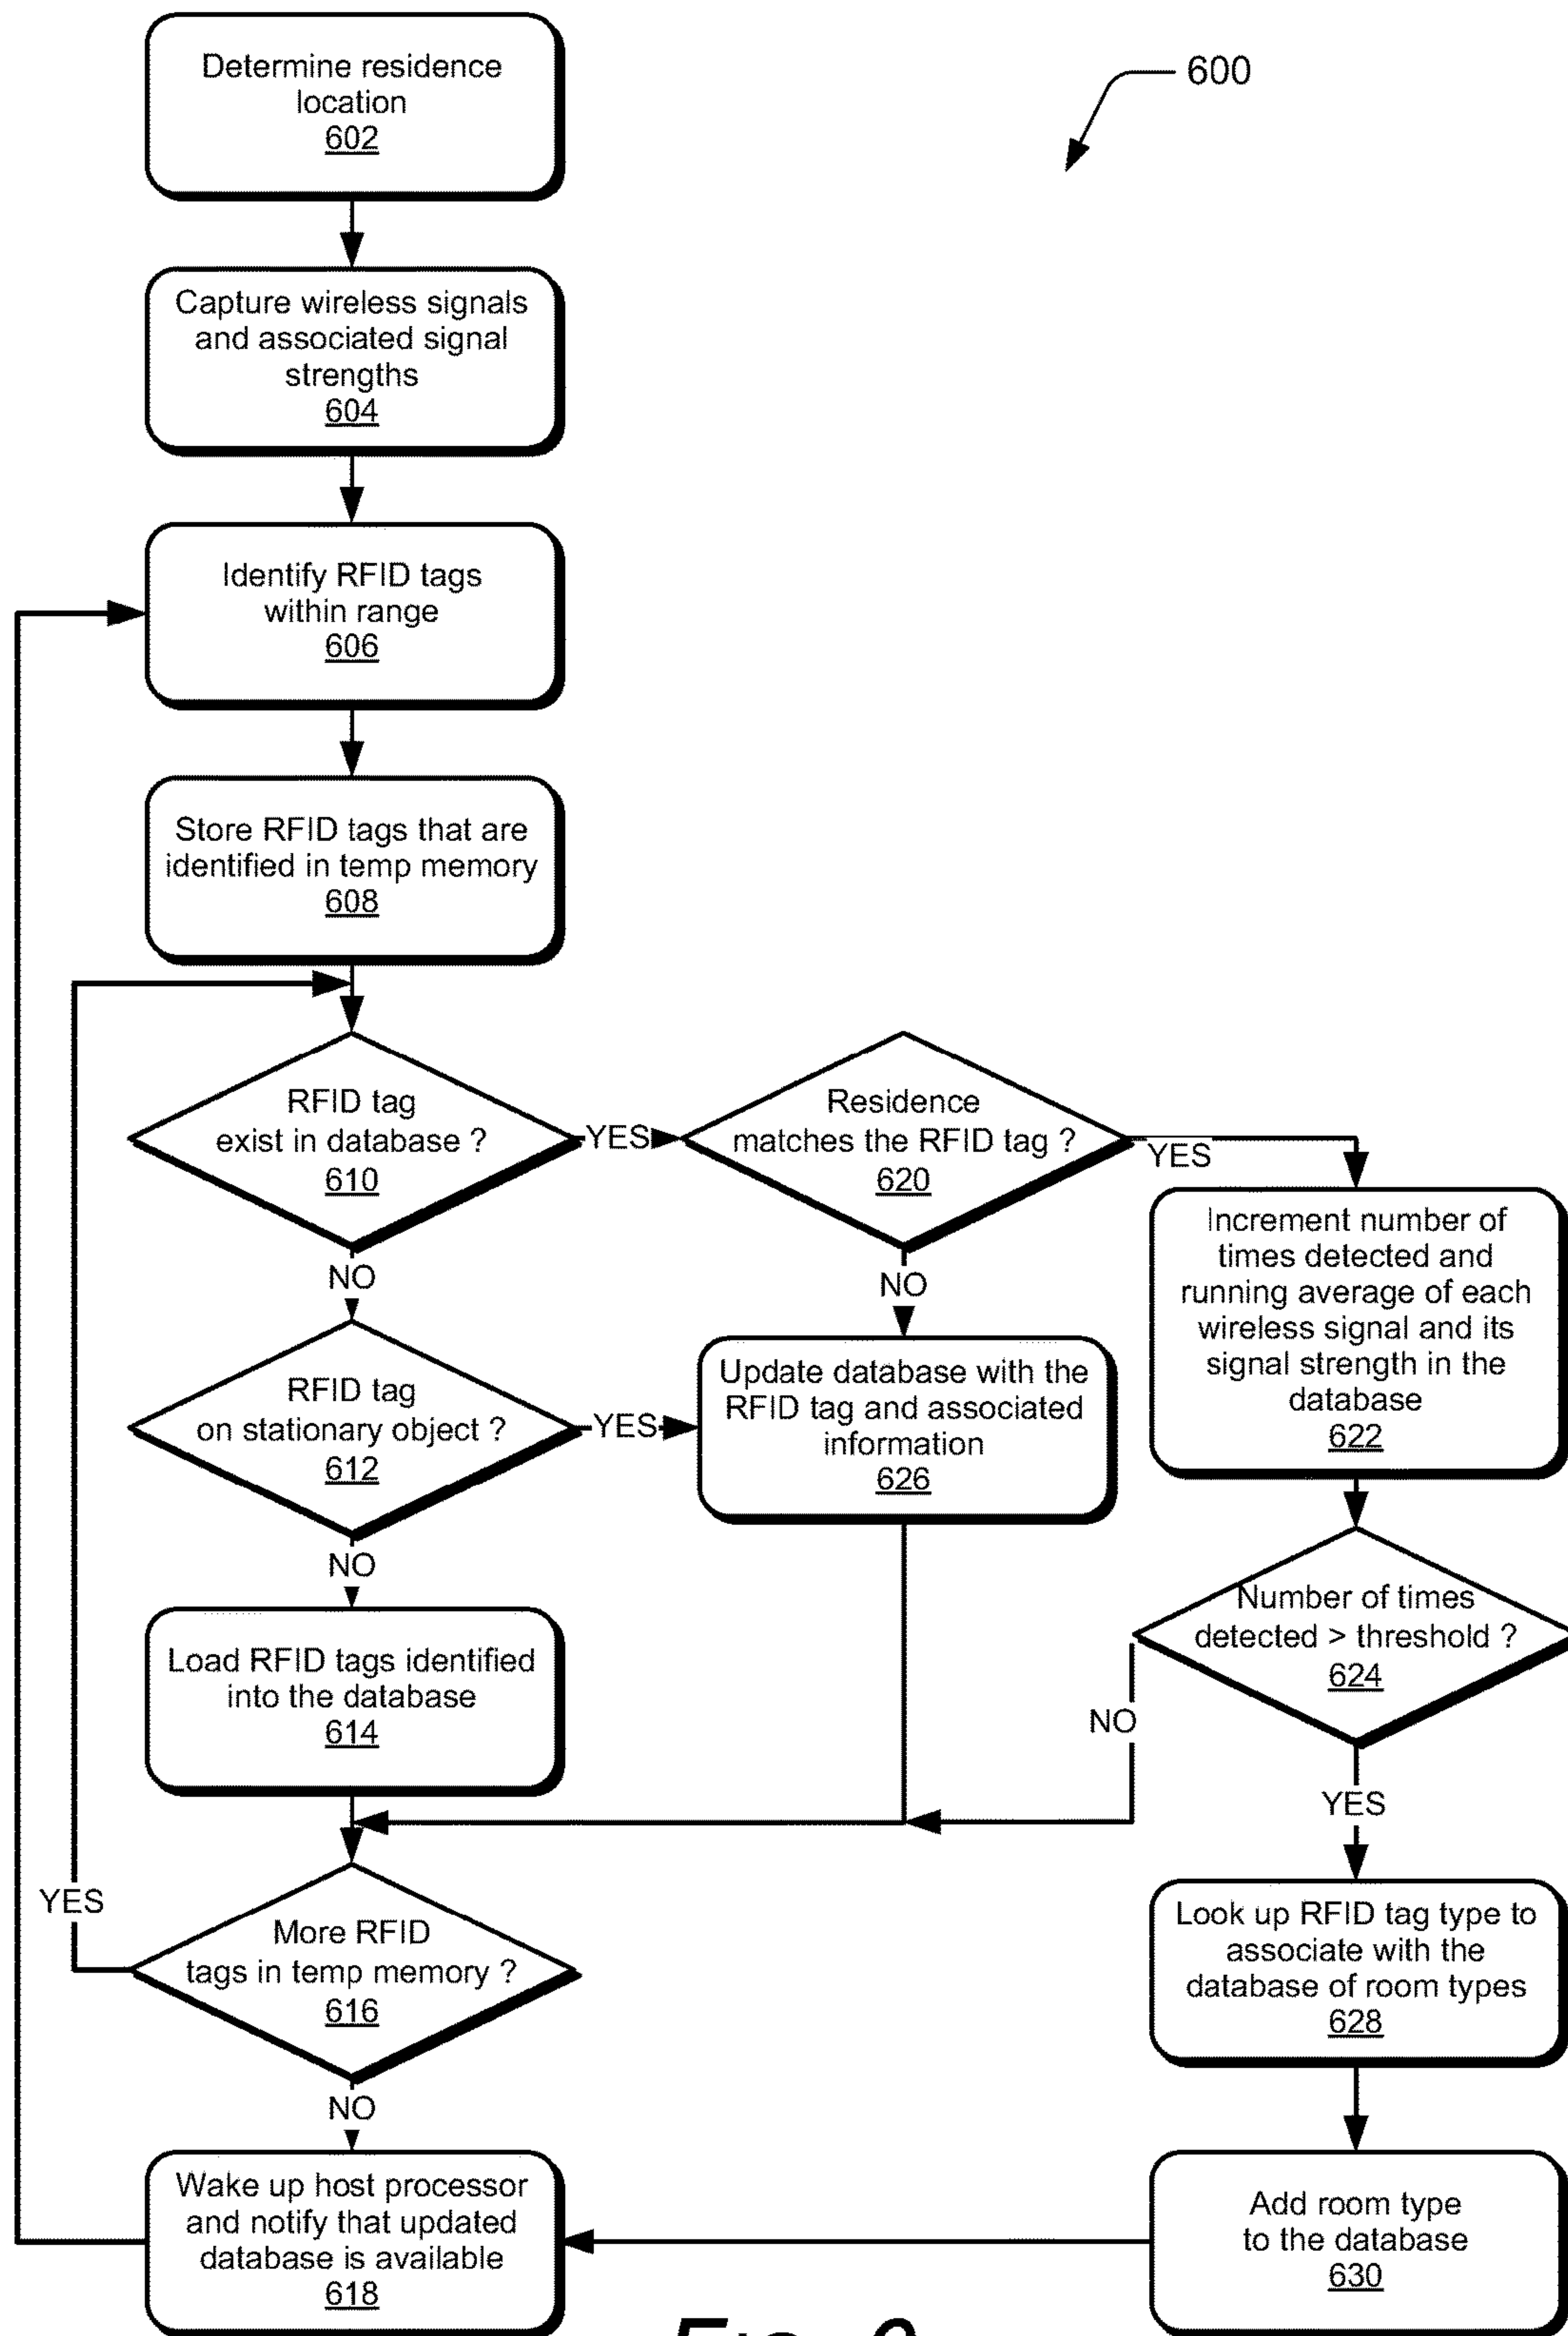 600
Determine residence
location
602
Capture wireless signals
and associated signal
strengths
604
Identify RFID tags
within range
606
Store RFID tags that are
identified in temp memory
608
RFID tag
exist in database ?
610
YES
Residence
matches the RFID tag ?
620
YES
NO
NO
Increment number of
times detected and
running average of each
wireless signal and its
signal strength in the
database
622
RFID tag
on stationary object ?
612
YES
Update database with the
RFID tag and associated
information
626
NO
Number of times
detected > threshold ?
624
NO
YES
Load RFID tags identified
into the database
614
More RFID
tags in temp memory ?
616
YES
NO
Look up RFID tag type to
associate with the
database of room types
628
Wake up host processor
and notify that updated
database is available
618
Add room type
to the database
630